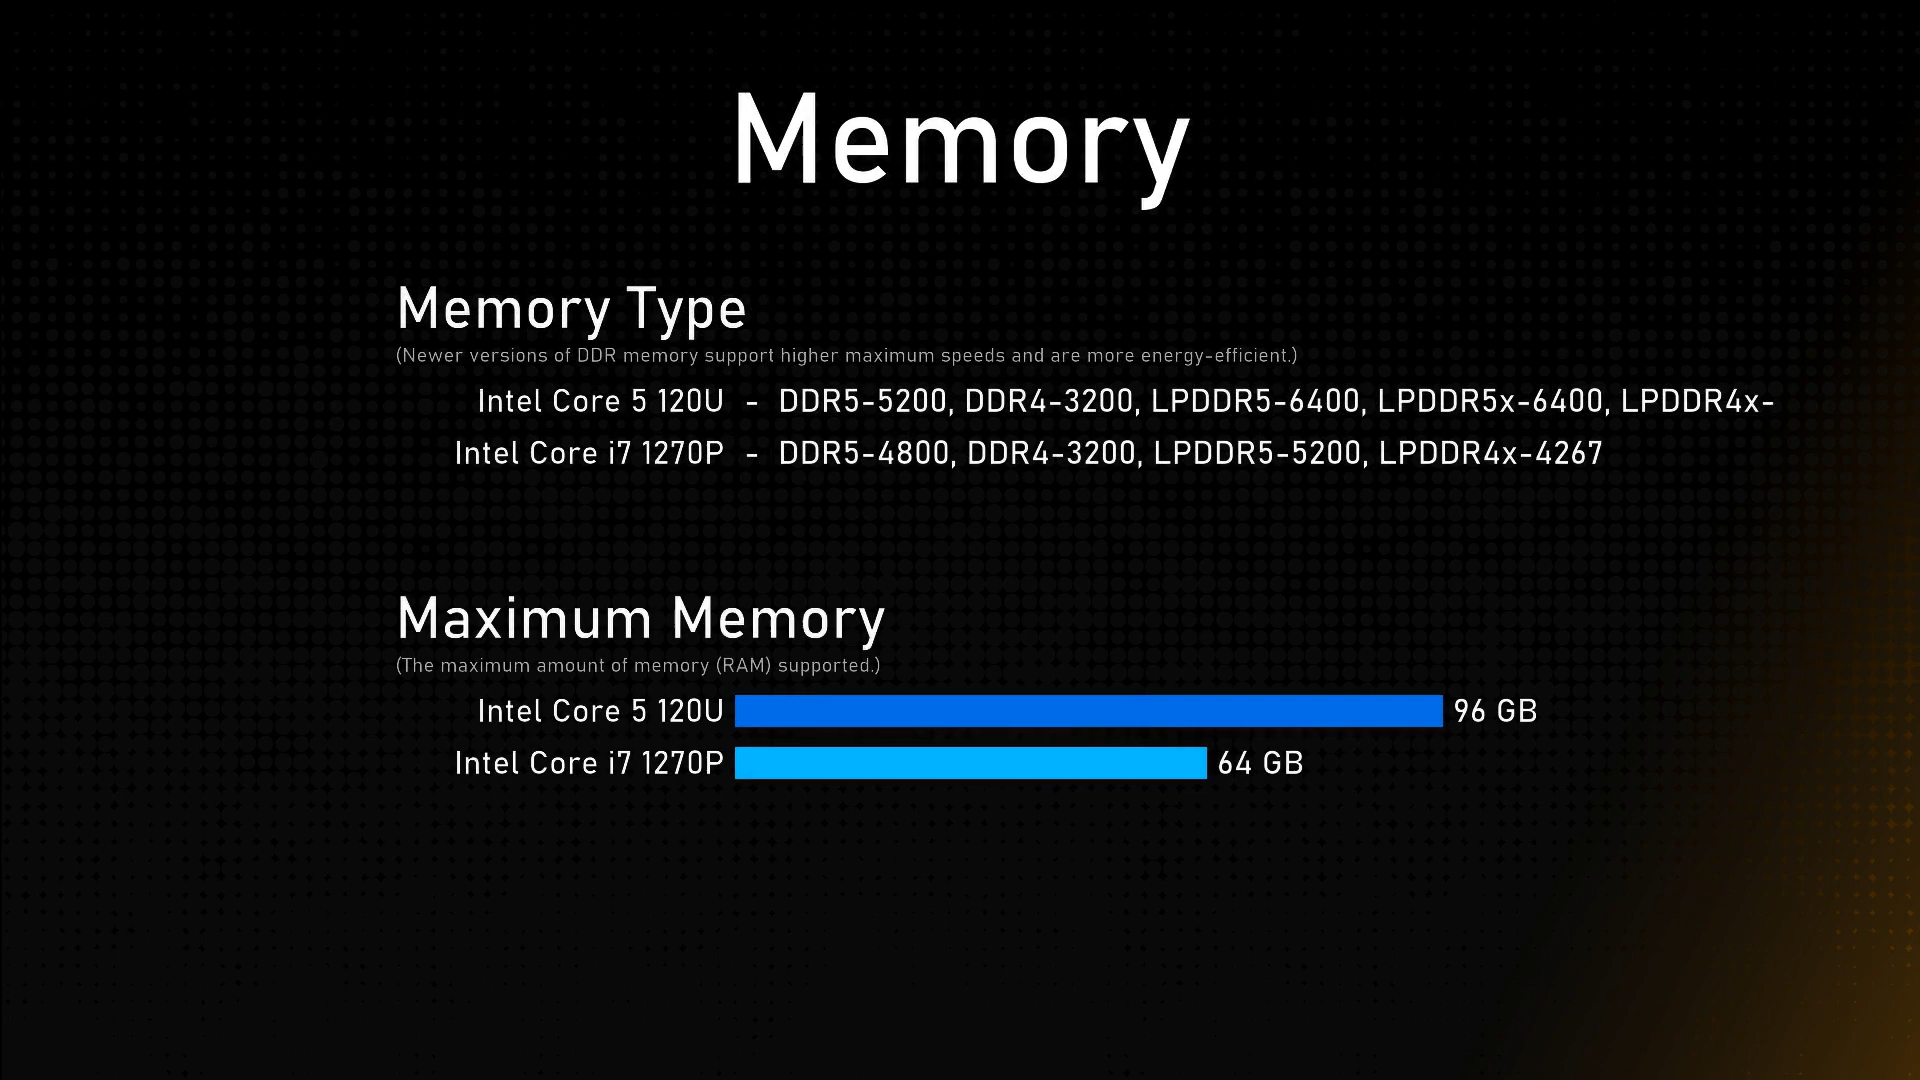 Memory
Memory Type
(Newer versions of DDR memory support higher maximum speeds and are more energy-efficient.)
Intel Core 5 120U - DDR5-5200, DDR4-3200, LPDDR5-6400, LPDDR5x-6400, LPDDR4x-
Intel Core i7 1270P - DDR5-4800, DDR4-3200, LPDDR5-5200, LPDDR4x-4267
Maximum Memory
(The maximum amount of memory (RAM) supported.)
Intel Core 5 120U 96 GB
Intel Core i7 1270P 64 GB